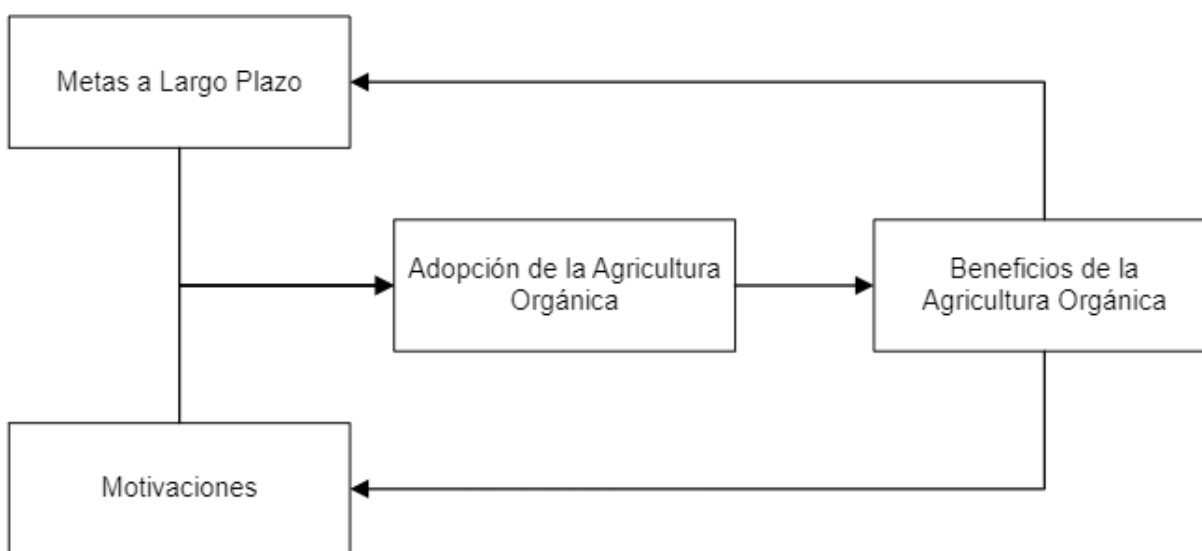 Metas a Largo Plazo
Adopción de la Agricultura
Orgánica
Beneficios de la
Agricultura Orgánica
Motivaciones